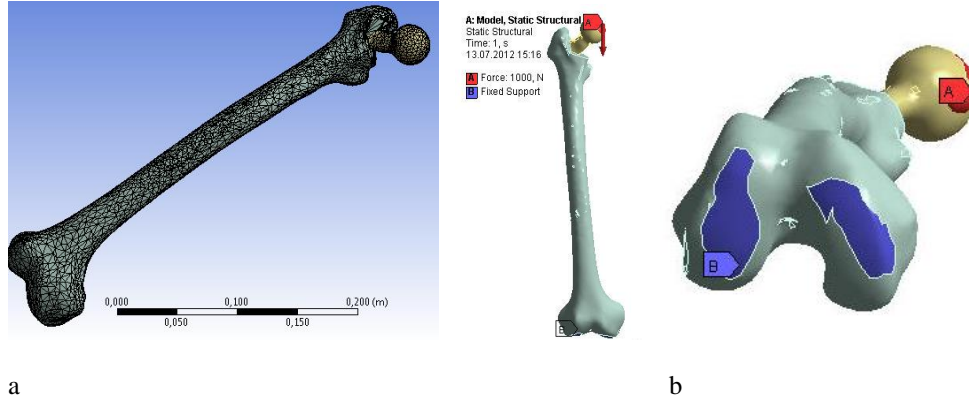 A: Model, Static Structural
Static Structural
Time: 1, s
13.07.2012 15:16
A Force: 1000, N
B Fixed Support
A
B
A
B
0,000 0,100 0,200 (m)
0,050 0,150
a b